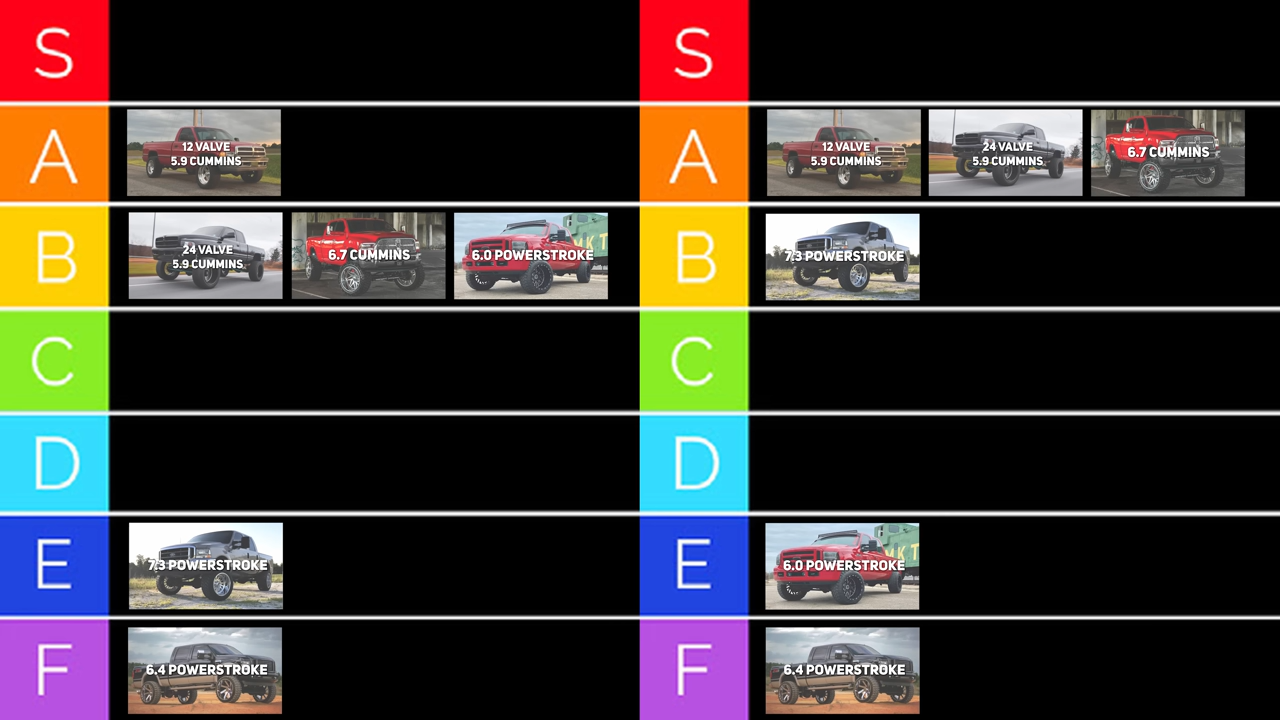 S
A
12 VALVE
5.9 CUMMINS
B
24 VALVE
5.9 CUMMINS
6.7 CUMMINS
6.0 POWERSTROKE
C
D
E
7.3 POWERSTROKE
F
6.4 POWERSTROKE
S
A
12 VALVE
5.9 CUMMINS
24 VALVE
5.9 CUMMINS
6.7 CUMMINS
B
7.3 POWERSTROKE
C
D
E
6.0 POWERSTROKE
F
6.4 POWERSTROKE